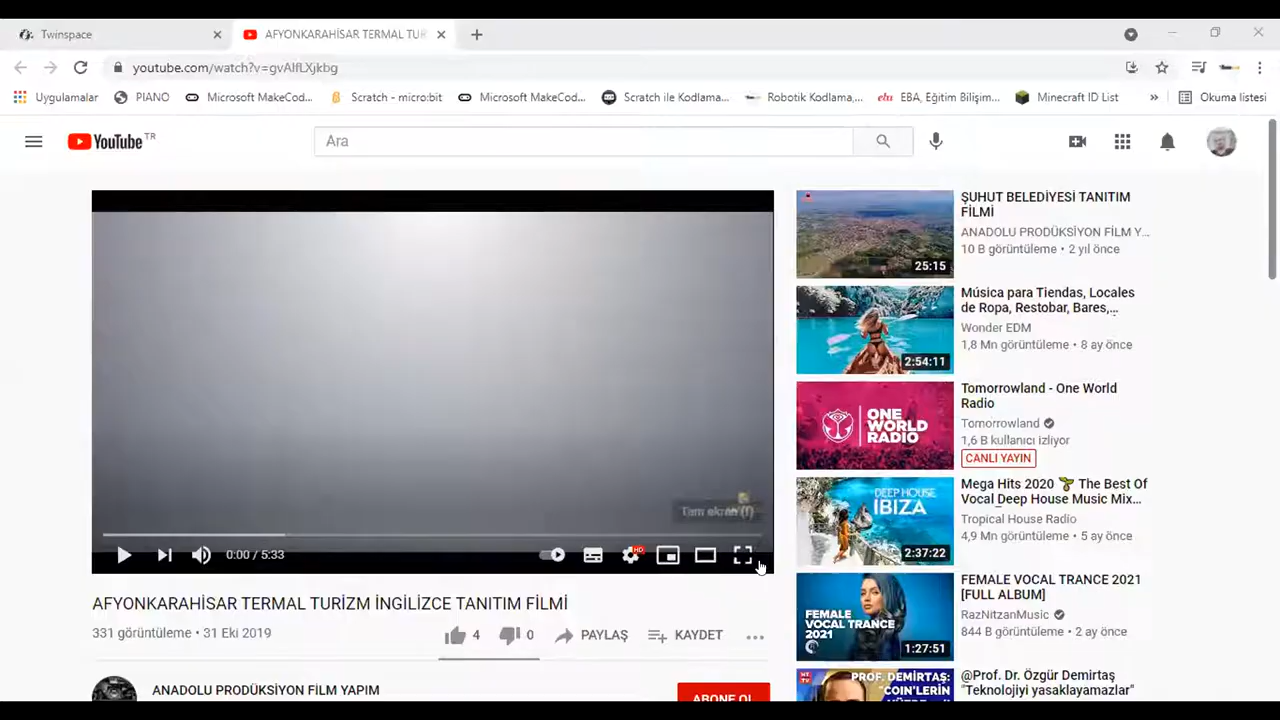 Twinspace
AFYONKARAHİSAR TERMAL TUR
youtube.com/watch?v=gvAlfLXjkbg
Uygulamalar
PIANO
Microsoft MakeCod...
Scratch - micro:bit
Microsoft MakeCod...
Scratch ile Kodlama...
Robotik Kodlama,...
eba
EBA, Eğitim Bilişim...
Minecraft ID List
»
Okuma listesi
YouTube TR
Ara
0:00 / 5:33
HD
Tam ekran (f)
AFYONKARAHİSAR TERMAL TURİZM İNGİLİZCE TANITIM FİLMİ
331 görüntüleme • 31 Eki 2019
4
0
PAYLAŞ
KAYDET
ANADOLU PRODÜKSİYON FİLM YAPIM
25:15
ŞUHUT BELEDİYESİ TANITIM
FİLMİ
ANADOLU PRODÜKSİYON FİLM Y...
10 B görüntüleme • 2 yıl önce
2:54:11
Música para Tiendas, Locales
de Ropa, Restobar, Bares,...
Wonder EDM
1,8 Mn görüntüleme • 8 ay önce
ONE
WORLD
RADIO
Tomorrowland - One World
Radio
Tomorrowland
1,6 B kullanıcı izliyor
CANLI YAYIN
DEEP HOUSE
IBIZA
2:37:22
Mega Hits 2020 🌱 The Best Of
Vocal Deep House Music Mix...
Tropical House Radio
4,9 Mn görüntüleme • 5 ay önce
FEMALE
VOCAL TRANCE
2021
1:27:51
FEMALE VOCAL TRANCE 2021
[FULL ALBUM]
RazNitzanMusic
844 B görüntüleme • 2 ay önce
PROF. DEMİRTAŞ:
"COIN'LERİN
@Prof. Dr. Özgür Demirtaş
"Teknolojiyi yasaklayamazlar"